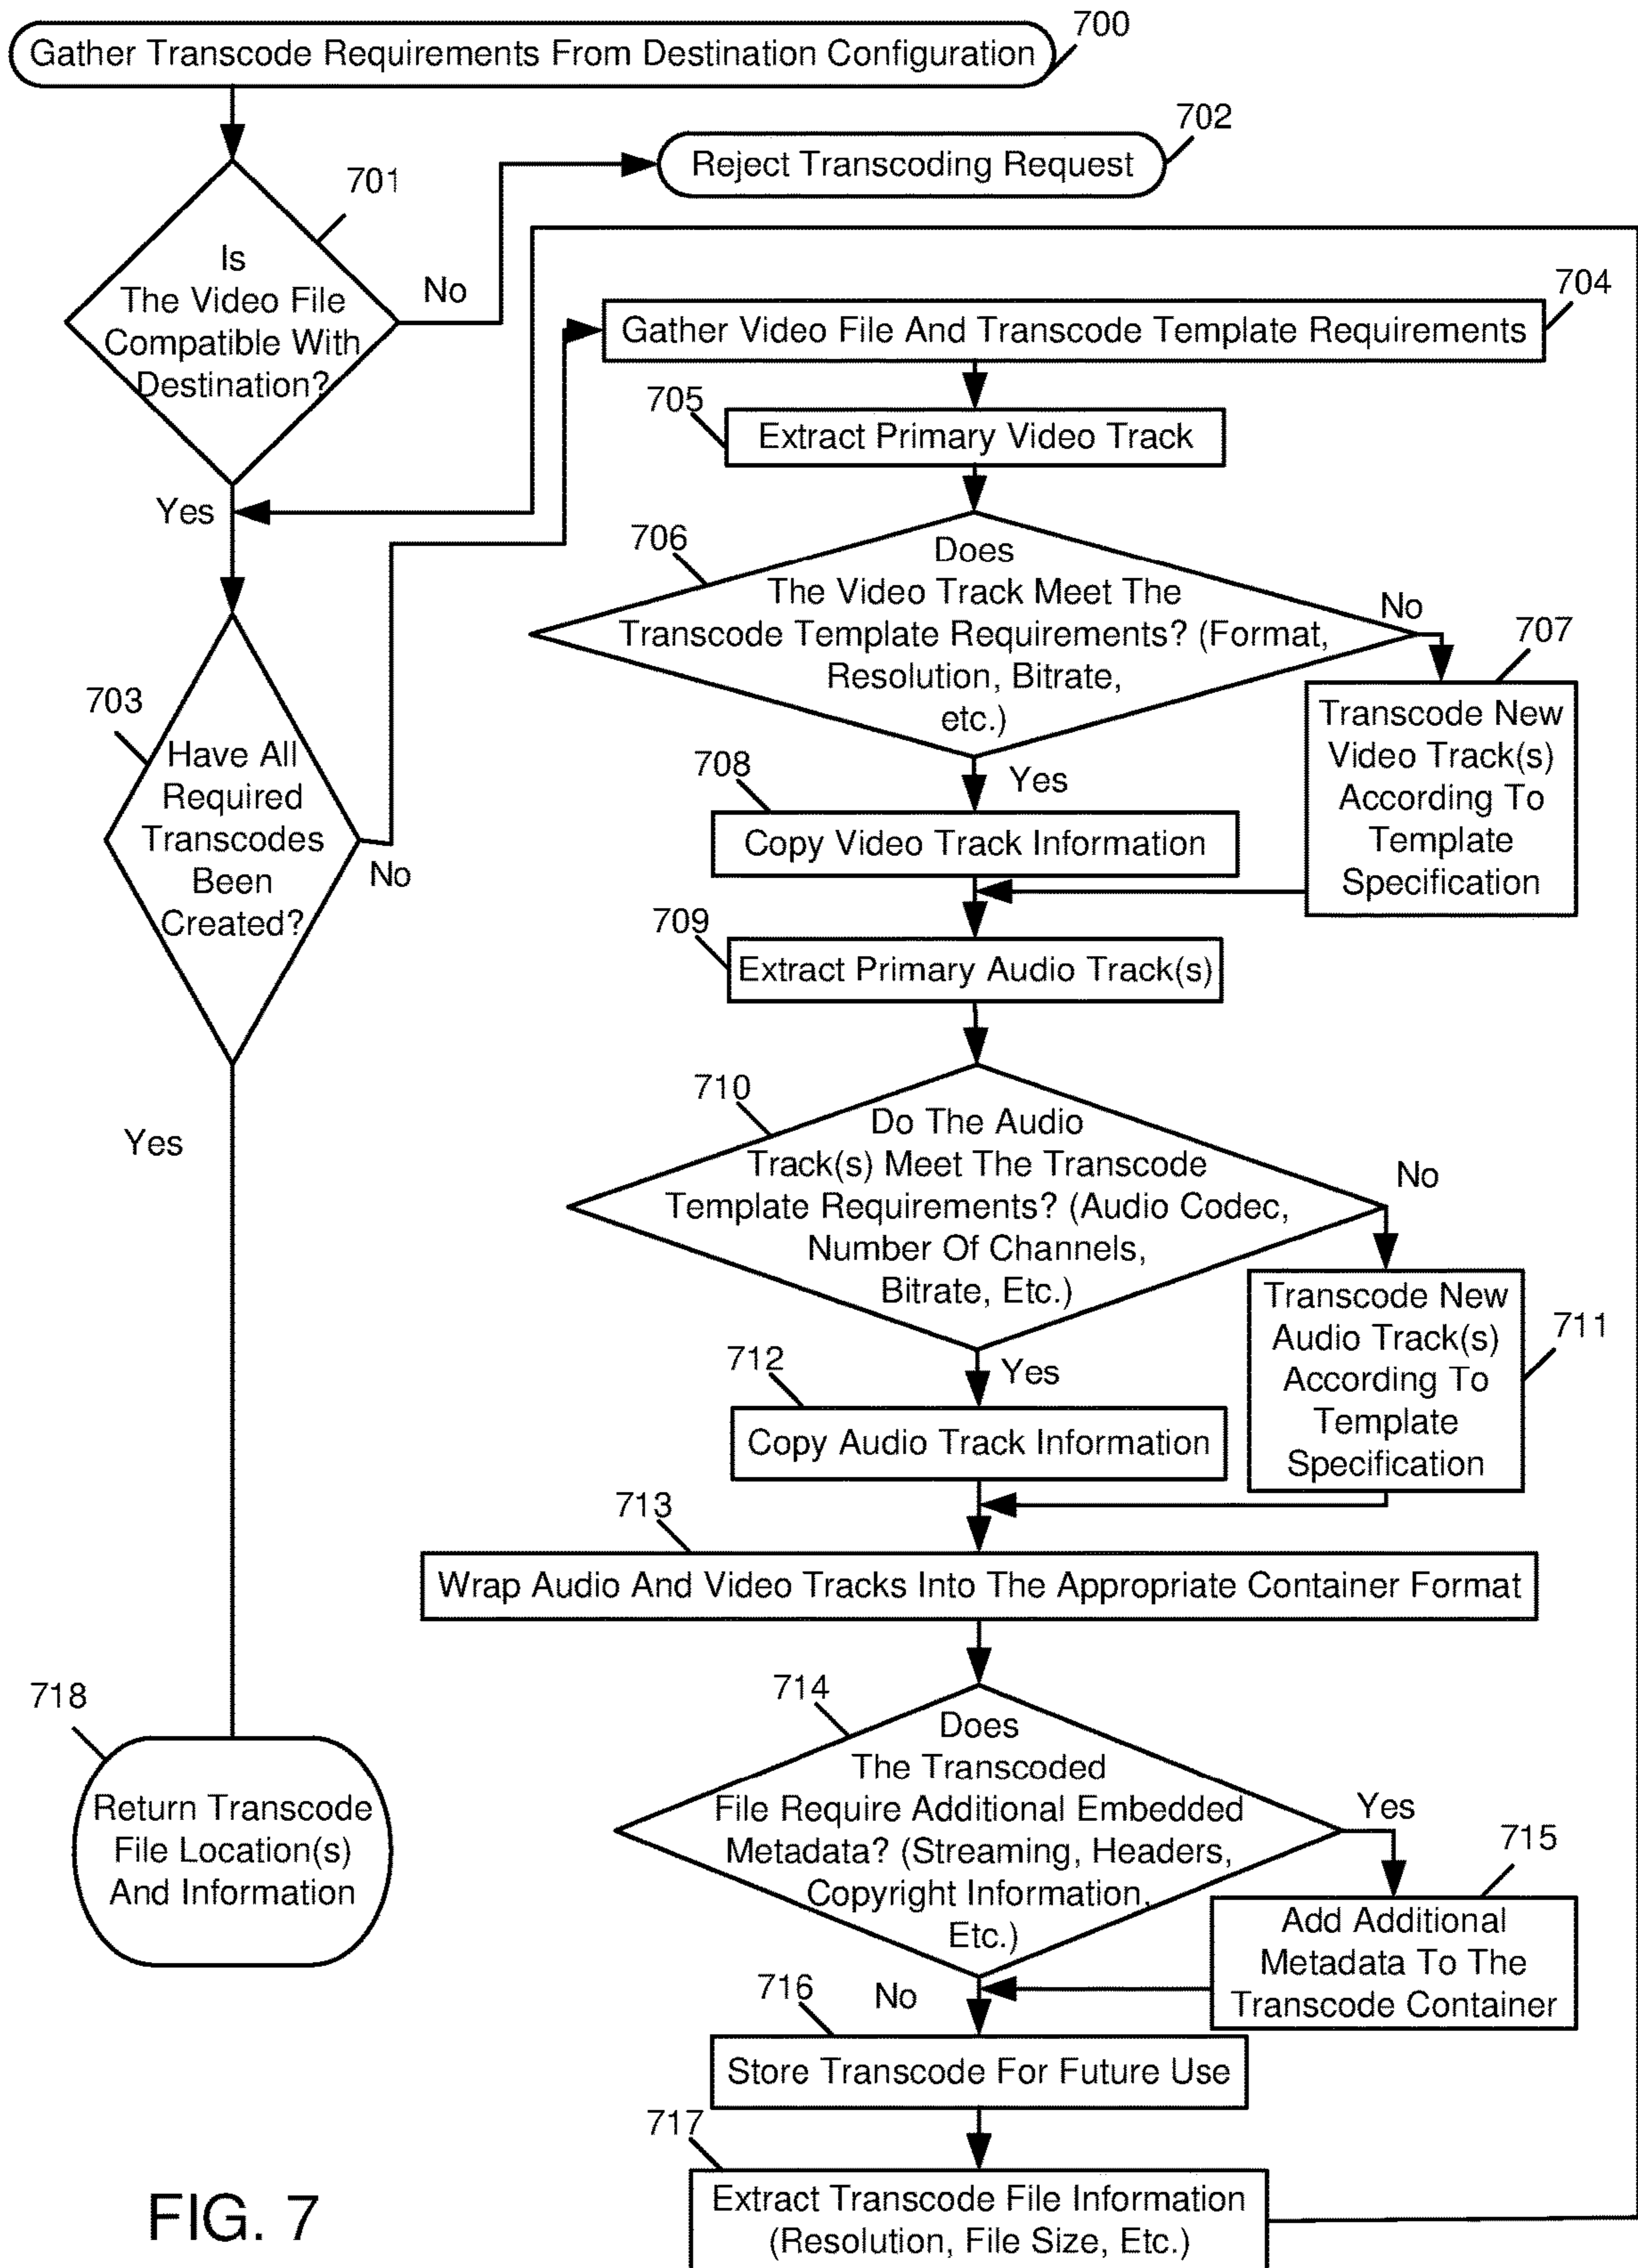 700
Gather Transcode Requirements From Destination Configuration
702
Reject Transcoding Request
701
Is
The Video File
Compatible With
Destination?
No
Yes
704
Gather Video File And Transcode Template Requirements
705
Extract Primary Video Track
706
Does
The Video Track Meet The
Transcode Template Requirements? (Format,
Resolution, Bitrate,
etc.)
No
Yes
707
Transcode New
Video Track(s)
According To
Template
Specification
703
Have All
Required
Transcodes
Been
Created?
No
Yes
708
Copy Video Track Information
709
Extract Primary Audio Track(s)
710
Do The Audio
Track(s) Meet The Transcode
Template Requirements? (Audio Codec,
Number Of Channels,
Bitrate, Etc.)
No
Yes
711
Transcode New
Audio Track(s)
According To
Template
Specification
712
Copy Audio Track Information
713
Wrap Audio And Video Tracks Into The Appropriate Container Format
714
Does
The Transcoded
File Require Additional Embedded
Metadata? (Streaming, Headers,
Copyright Information,
Etc.)
Yes
No
715
Add Additional
Metadata To The
Transcode Container
718
Return Transcode
File Location(s)
And Information
716
Store Transcode For Future Use
717
Extract Transcode File Information
(Resolution, File Size, Etc.)
FIG. 7